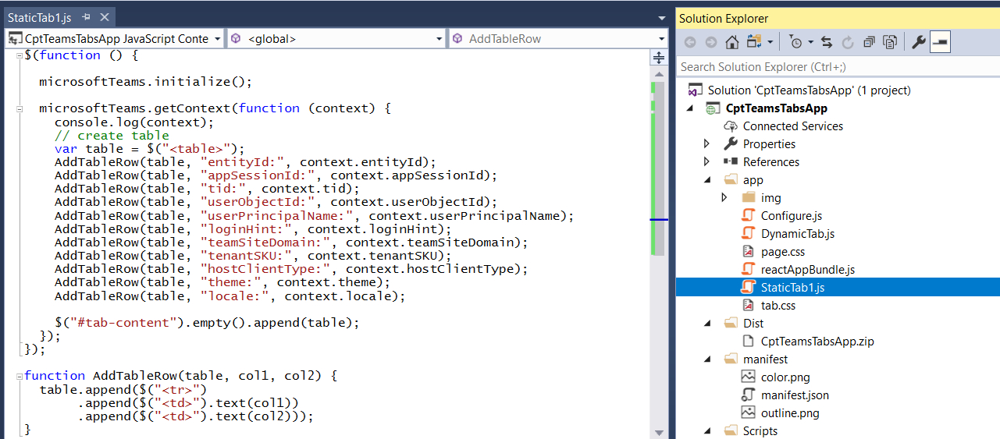 StaticTab1.js
CptTeamsTabsApp JavaScript Conte
<global>
AddTableRow
$(function () {
microsoftTeams.initialize();
microsoftTeams.getContext(function (context) {
console.log(context);
// create table
var table = $("<table>");
AddTableRow(table, "entityId:", context.entityId);
AddTableRow(table, "appSessionId:", context.appSessionId);
AddTableRow(table, "tid:", context.tid);
AddTableRow(table, "userObjectId:", context.userObjectId);
AddTableRow(table, "userPrincipalName:", context.userPrincipalName);
AddTableRow(table, "loginHint:", context.loginHint);
AddTableRow(table, "teamSiteDomain:", context.teamSiteDomain);
AddTableRow(table, "tenantSKU:", context.tenantSKU);
AddTableRow(table, "hostClientType:", context.hostClientType);
AddTableRow(table, "theme:", context.theme);
AddTableRow(table, "locale:", context.locale);
$("#tab-content").empty().append(table);
});
});
function AddTableRow(table, col1, col2) {
table.append($("<tr>")
.append($("<td>").text(col1))
.append($("<td>").text(col2)));
}
Solution Explorer
Search Solution Explorer (Ctrl+;)
Solution 'CptTeamsTabsApp' (1 project)
CptTeamsTabsApp
Connected Services
Properties
References
app
img
Configure.js
DynamicTab.js
page.css
reactAppBundle.js
StaticTab1.js
tab.css
Dist
CptTeamsTabsApp.zip
manifest
color.png
manifest.json
outline.png
Scripts